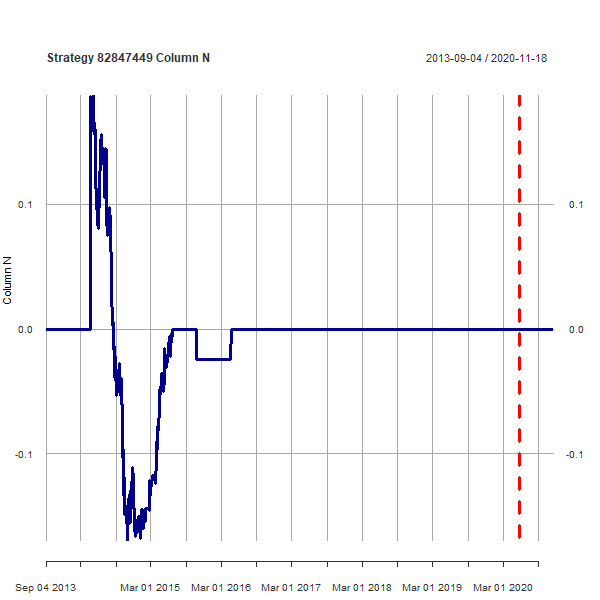 Strategy 82847449 Column N
2013-09-04 / 2020-11-18
0.1
0.1
Column N
0.0
0.0
-0.1
-0.1
Sep 04 2013
Mar 01 2015
Mar 01 2016
Mar 01 2017
Mar 01 2018
Mar 01 2019
Mar 01 2020